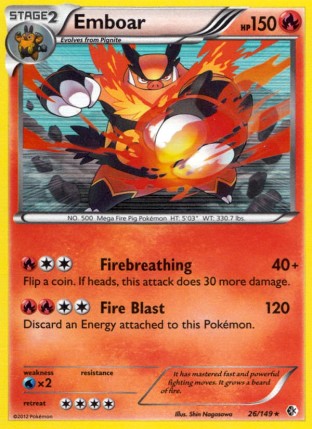 STAGE2 Emboar HP150
Evolves from Pignite
NO. 500 Mega Fire Pig Pokémon HT. 5'03" WT. 330.7 lbs.
Firebreathing 40+
Flip a coin. If heads, this attack does 30 more damage.
Fire Blast 120
Discard an Energy attached to this Pokémon.
weakness
×2
resistance
retreat
It has mastered fast and powerful
fighting moves. It grows a beard
of fire.
©2012 Pokémon
Illus. Shin Nagasawa
26/149 ★